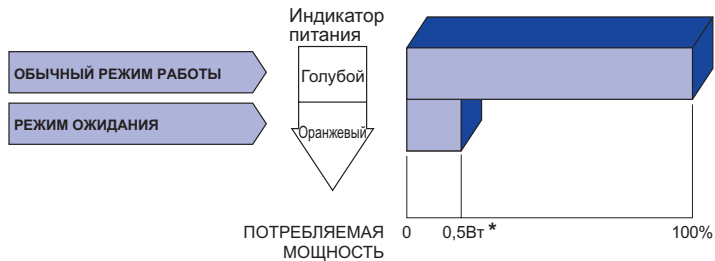 Индикатор
питания
ОБЫЧНЫЙ РЕЖИМ РАБОТЫ
Голубой
РЕЖИМ ОЖИДАНИЯ
Оранжевый
ПОТРЕБЛЯЕМАЯ
МОЩНОСТЬ
0 0,5Вт * 100%